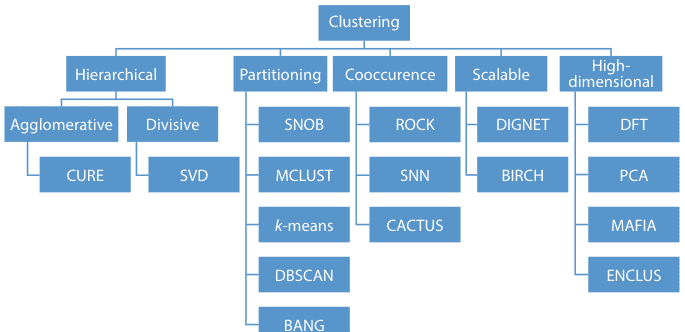 Clustering
Hierarchical
Partitioning
Cooccurence
Scalable
High-
dimensional
Agglomerative
Divisive
SNOB
ROCK
DIGNET
DFT
CURE
SVD
MCLUST
SNN
BIRCH
PCA
k-means
CACTUS
MAFIA
DBSCAN
ENCLUS
BANG